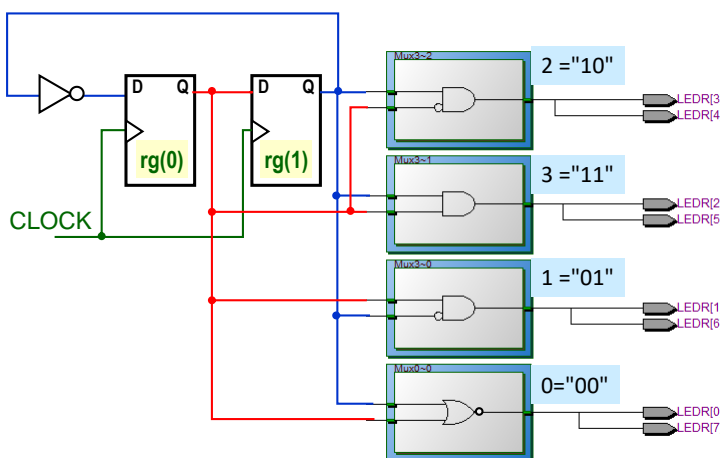 Mux3~2
2 ="10"
D Q
D Q
LEDR[3
LEDR[4
rg(0)
rg(1)
Mux3~1
3 ="11"
LEDR[2
LEDR[5
CLOCK
Mux3~0
1 ="01"
LEDR[1
LEDR[6
Mux0~0
0="00"
LEDR[0
LEDR[7